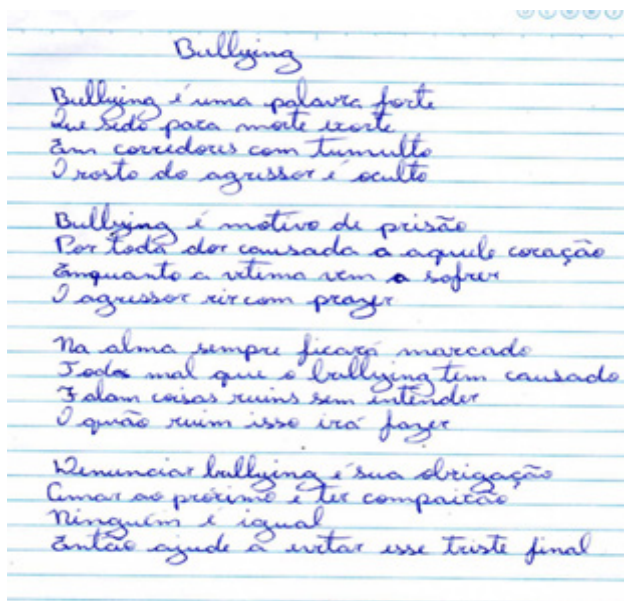 Bullying
Bullying é uma palavra forte
Que cedo para morte exorte
Em corredores com tumulto
O rosto do agressor é oculto
Bullying é motivo de prisão
Por toda dor causada a aquele coração
Enquanto a vitima vem a sofrer
O agressor rir com prazer
Na alma sempre ficará marcado
Todo mal que o bullying tem causado
Falam coisas ruins sem entender
O quão ruim isso irá fazer
Denunciar bullying é sua obrigação
Amar ao próximo é ter compaixão
Ninguém é igual
Então ajude a evitar esse triste final